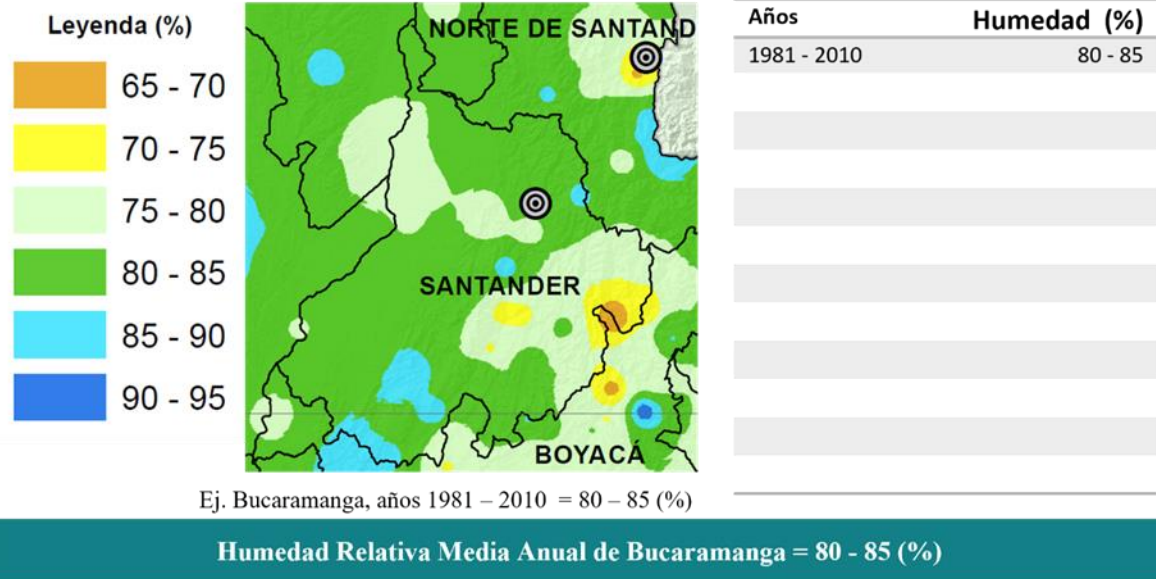 Leyenda (%)
65 - 70
70 - 75
75 - 80
80 - 85
85 - 90
90 - 95
NORTE DE SANTAND
SANTANDER
BOYACÁ
Ej. Bucaramanga, años 1981 – 2010 = 80 – 85 (%)
Años Humedad (%)
1981 - 2010 80 - 85
Humedad Relativa Media Anual de Bucaramanga = 80 - 85 (%)